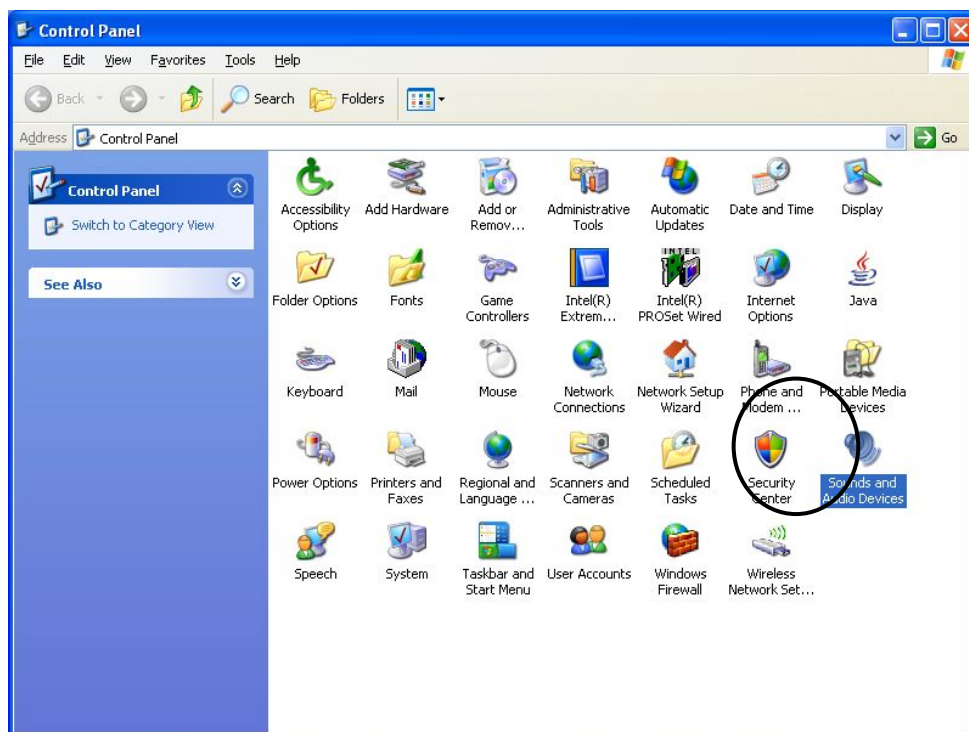 Control Panel
File Edit View Favorites Tools Help
Back Search Folders
Address Control Panel Go
Control Panel
Switch to Category View
See Also
Accessibility Options
Add Hardware
Add or Remov...
Administrative Tools
Automatic Updates
Date and Time
Display
Folder Options
Fonts
Game Controllers
Intel(R) Extrem...
INTEL
Intel(R) PROSet Wired
Internet Options
Java
Keyboard
Mail
Mouse
Network Connections
Network Setup Wizard
Phone and Modem ...
Portable Media Devices
Power Options
Printers and Faxes
Regional and Language ...
Scanners and Cameras
Scheduled Tasks
Security Center
Sounds and Audio Devices
Speech
System
Taskbar and Start Menu
User Accounts
Windows Firewall
Wireless Network Set...